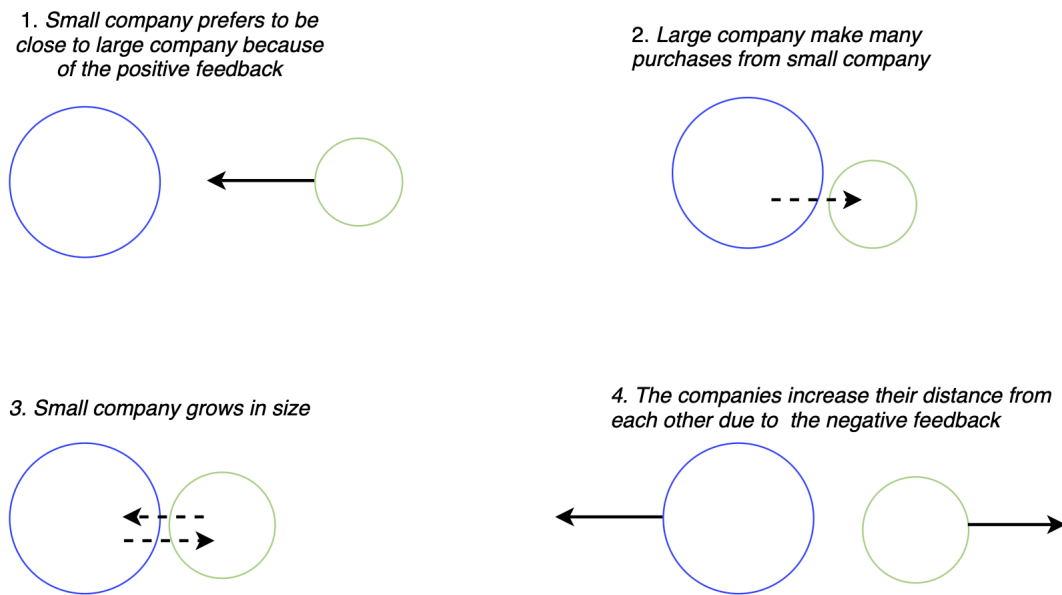 1. Small company prefers to be
close to large company because
of the positive feedback
2. Large company make many
purchases from small company
3. Small company grows in size
4. The companies increase their distance from
each other due to  the negative feedback